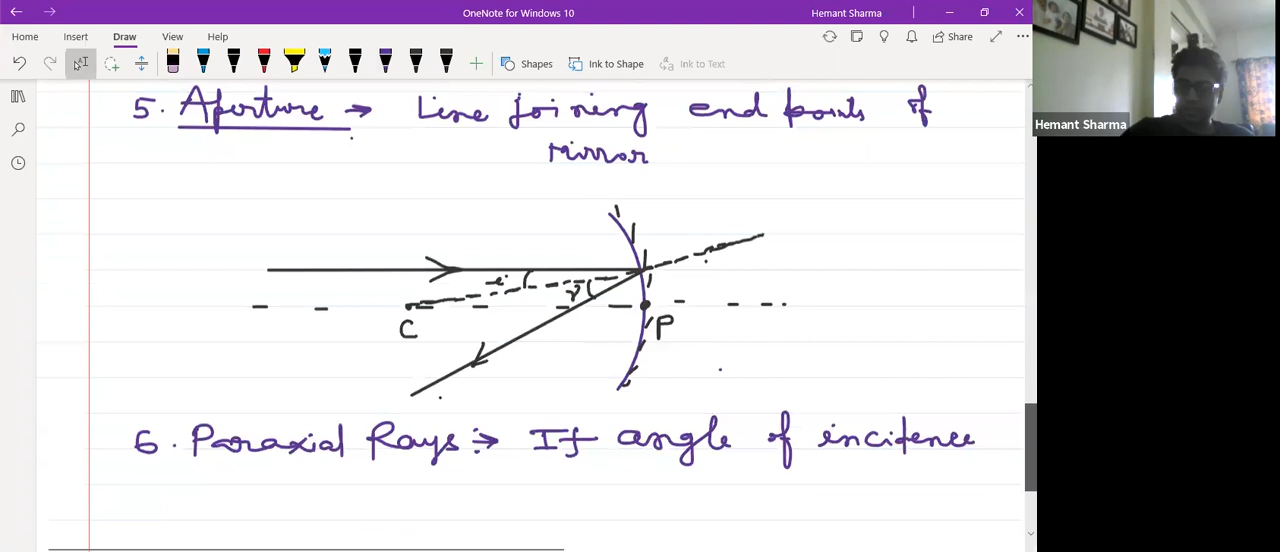 OneNote for Windows 10
Hemant Sharma
Home Insert Draw View Help
Share
Shapes Ink to Shape Ink to Text
Hemant Sharma
5. Aperture → Line joining end points of
mirror
i
r
C
P
6. Paraxial Rays :→ If angle of incifence